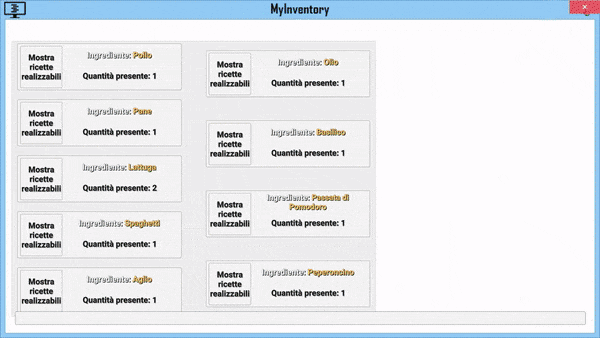 MyInventory
Mostra
ricette
realizzabili
Ingrediente: Pollo
Quantità presente: 1
Mostra
ricette
realizzabili
Ingrediente: Pane
Quantità presente: 1
Mostra
ricette
realizzabili
Ingrediente: Lattuga
Quantità presente: 2
Mostra
ricette
realizzabili
Ingrediente: Spaghetti
Quantità presente: 1
Mostra
ricette
realizzabili
Ingrediente: Aglio
Quantità presente: 1
Mostra
ricette
realizzabili
Ingrediente: Olio
Quantità presente: 1
Mostra
ricette
realizzabili
Ingrediente: Basilico
Quantità presente: 1
Mostra
ricette
realizzabili
Ingrediente: Passata di
Pomodoro
Quantità presente: 1
Mostra
ricette
realizzabili
Ingrediente: Peperoncino
Quantità presente: 1